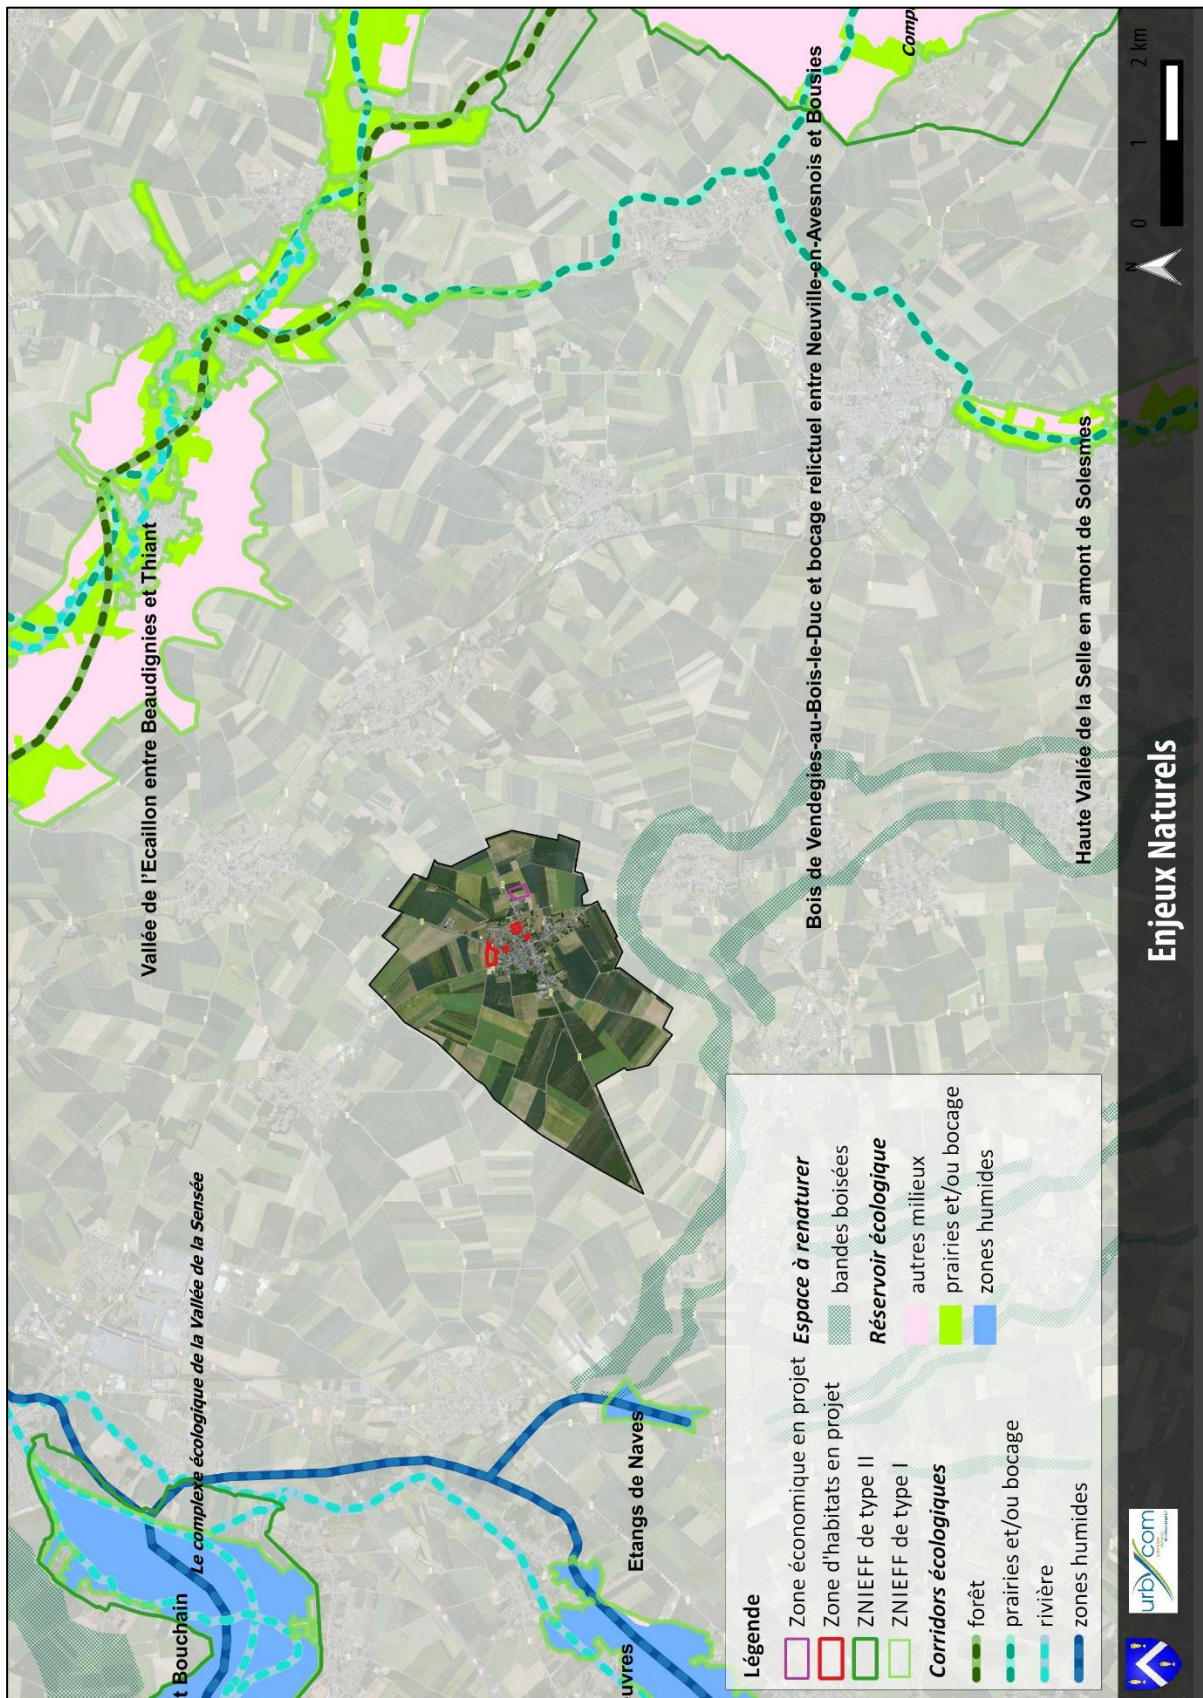 Comp
Vallée de l'Ecaillon entre Beaudignies et Thiant
Le complexe écologique de la Vallée de la Sensée
t Bouchain
Bois de Vendegies-au-Bois-le-Duc et bocage relictuel entre Neuville-en-Avesnois et Bousies
Etangs de Naves
uvres
Haute Vallée de la Selle en amont de Solesmes
Légende
Zone économique en projet
Zone d'habitats en projet
ZNIEFF de type II
ZNIEFF de type I
Corridors écologiques
forêt
prairies et/ou bocage
rivière
zones humides
Espace à renaturer
bandes boisées
Réservoir écologique
autres milieux
prairies et/ou bocage
zones humides
Enjeux Naturels
N
0 1 2 km
urbycom